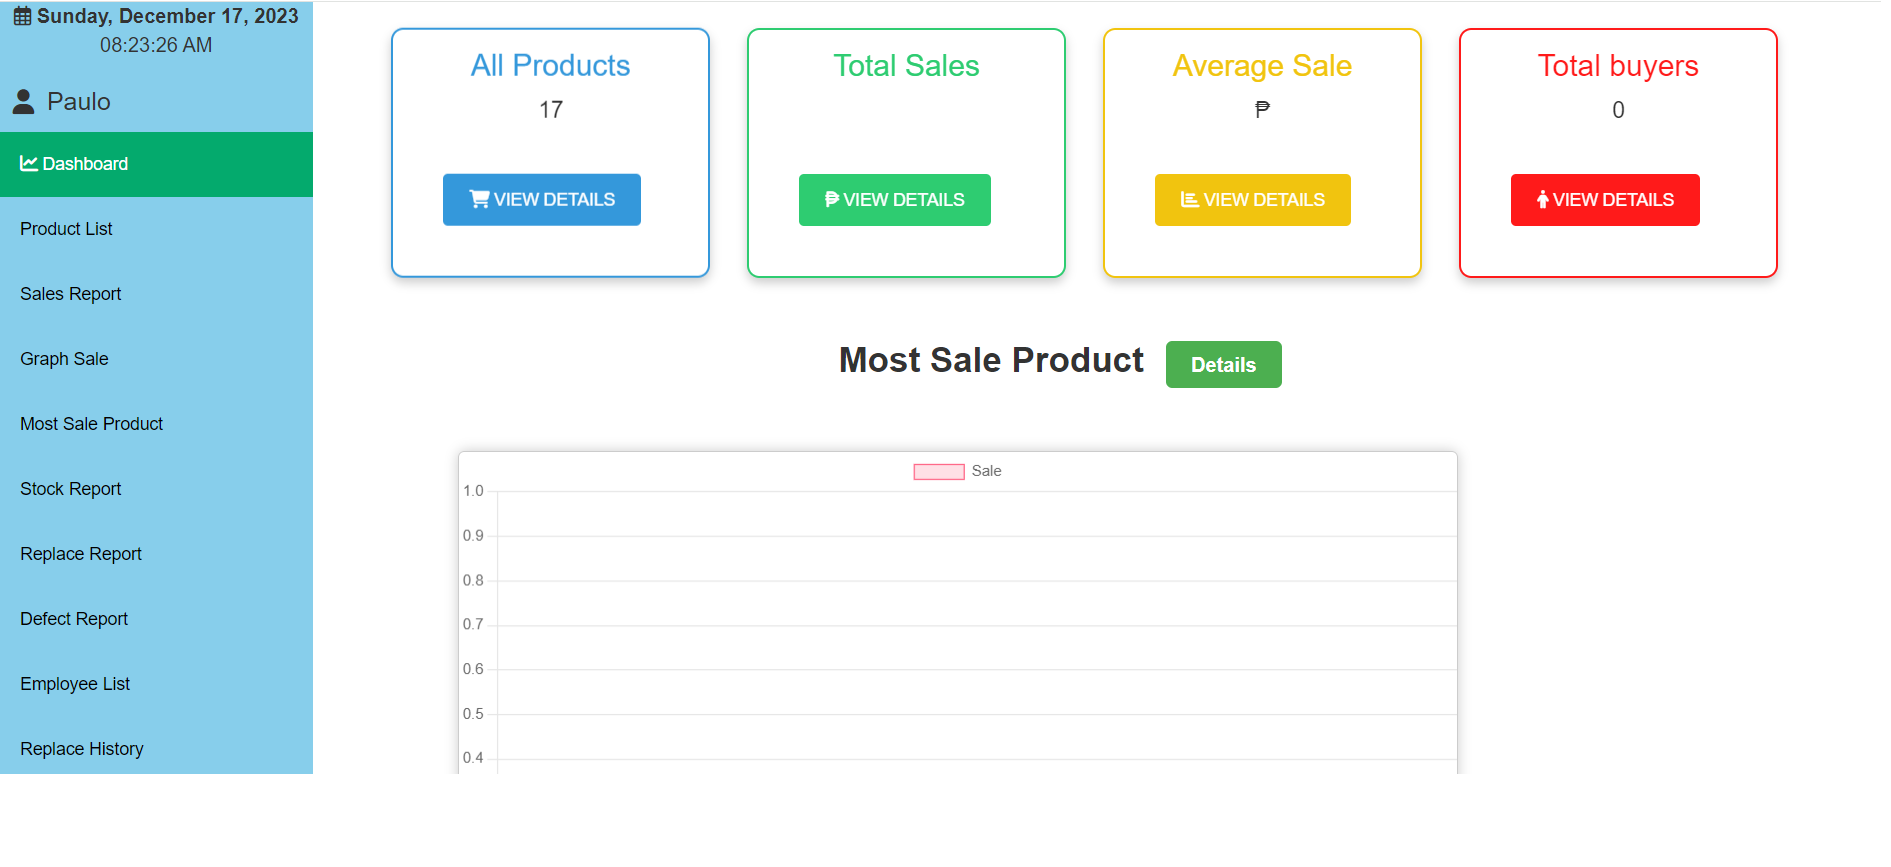 Sunday, December 17, 2023
08:23:26 AM
Paulo
Dashboard
Product List
Sales Report
Graph Sale
Most Sale Product
Stock Report
Replace Report
Defect Report
Employee List
Replace History
All Products
17
VIEW DETAILS
Total Sales
₱ VIEW DETAILS
Average Sale
₱
VIEW DETAILS
Total buyers
0
VIEW DETAILS
Most Sale Product
Details
Sale
1.0
0.9
0.8
0.7
0.6
0.5
0.4